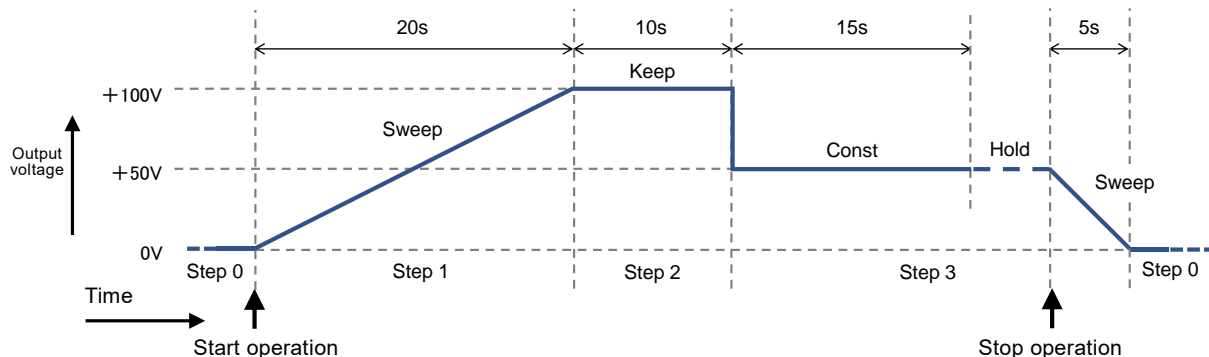 20s 10s 15s 5s
Keep
+100V
Sweep
Output
voltage
Const Hold
+50V
Sweep
0V
Step 0 Step 1 Step 2 Step 3 Step 0
Time
Start operation Stop operation